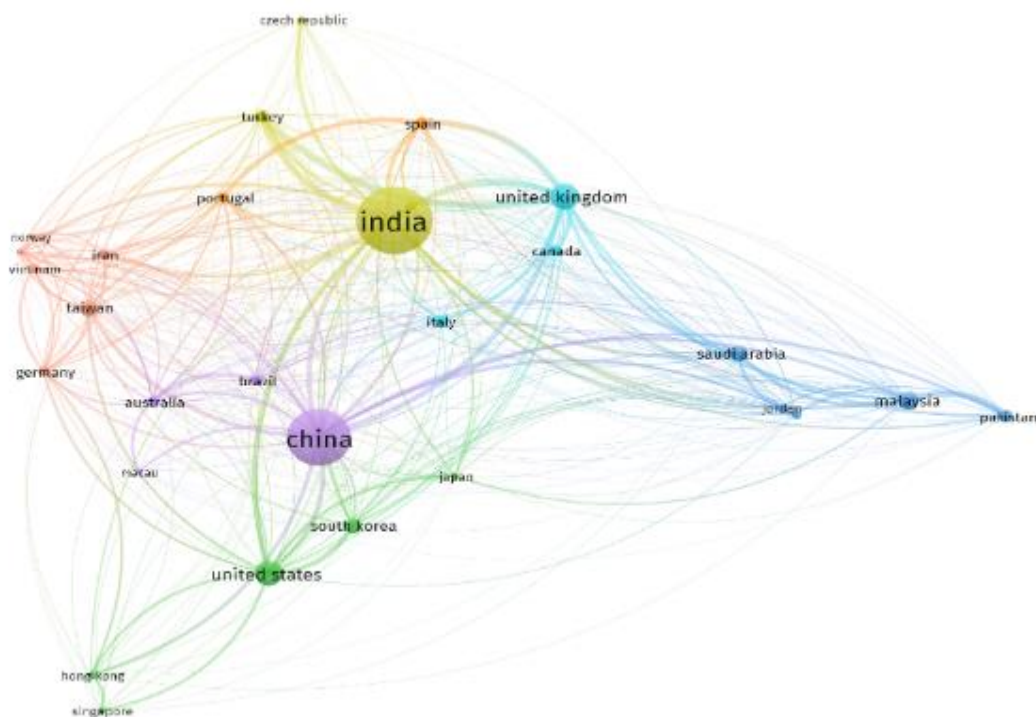 czech republic
turkey
spain
portugal
united kingdom
india
norway
canada
iran
vietnam
taiwan
italy
saudi arabia
germany
brazil
australia
jordan
malaysia
pakistan
china
macau
japan
south korea
united states
hong kong
singapore